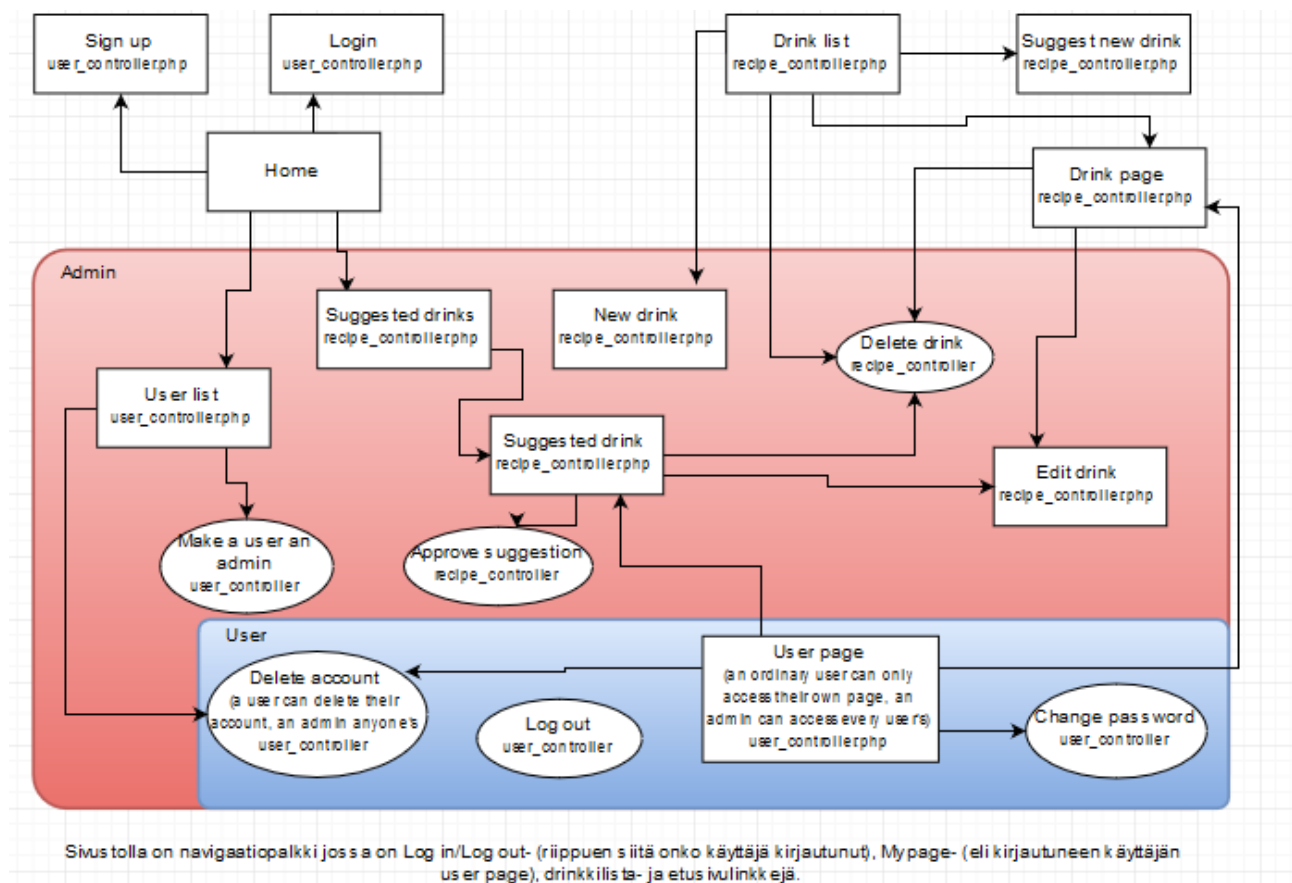 Sign up
user_controller.php
Login
user_controller.php
Drink list
recipe_controller.php
Suggest new drink
recipe_controller.php
Home
Drink page
recipe_controller.php
Admin
Suggested drinks
recipe_controller.php
New drink
recipe_controller.php
Delete drink
recipe_controller
User list
user_controller.php
Suggested drink
recipe_controller.php
Edit drink
recipe_controller.php
Make a user an
admin
user_controller
Approve suggestion
recipe_controller
User
Delete account
(a user can delete their
account, an admin anyone's
user_controller
Log out
user_controller
User page
(an ordinary user can only
access their own page, an
admin can access every user's)
user_controller.php
Change password
user_controller
Sivustolla on navigaatiopalkki jossa on Log in/Log out- (riippuen siitä onko käyttäjä kirjautunut), My page- ( eli kirjautuneen käyttäjän
user page), drinkkilista- ja etusivulinkkejä.